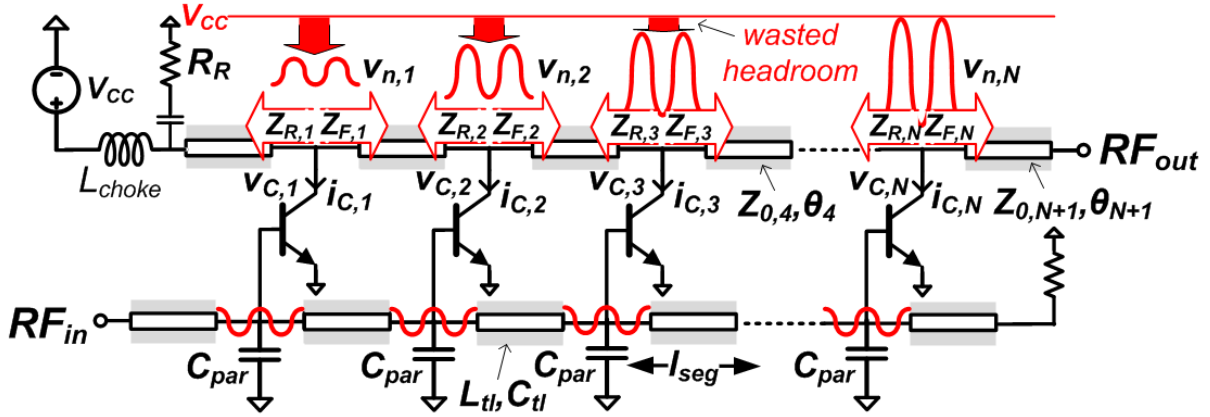 Vcc
R_R
v_n,1
v_n,2
wasted
headroom
v_n,N
V_CC
Z_R,1 Z_F,1
Z_R,2 Z_F,2
Z_R,3 Z_F,3
Z_R,N Z_F,N
RF_out
L_choke
v_C,1
i_C,1
v_C,2
i_C,2
v_C,3
i_C,3
Z_0,4,θ_4
v_C,N
i_C,N
Z_0,N+1,θ_N+1
RF_in
C_par
C_par
L_tl,C_tl
C_par
l_seg
C_par